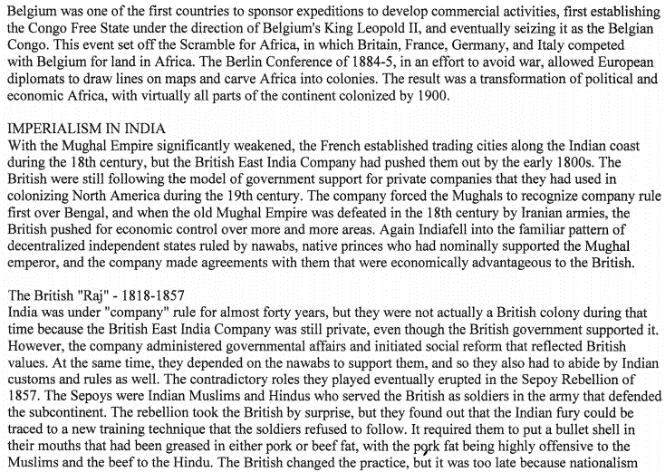 Belgium was one of the first countries to sponsor expeditions to develop commercial activities, first establishing
the Congo Free State under the direction of Belgium's King Leopold II, and eventually seizing it as the Belgian
Congo. This event set off the Scramble for Africa, in which Britain, France, Germany, and Italy competed
with Belgium for land in Africa. The Berlin Conference of 1884-5, in an effort to avoid war, allowed European
diplomats to draw lines on maps and carve Africa into colonies. The result was a transformation of political and
economic Africa, with virtually all parts of the continent colonized by 1900.
IMPERIALISM IN INDIA
With the Mughal Empire significantly weakened, the French established trading cities along the Indian coast
during the 18th century, but the British East India Company had pushed them out by the early 1800s. The
British were still following the model of government support for private companies that they had used in
colonizing North America during the 19th century. The company forced the Mughals to recognize company rule
first over Bengal, and when the old Mughal Empire was defeated in the 18th century by Iranian armies, the
British pushed for economic control over more and more areas. Again Indiafell into the familiar pattern of
decentralized independent states ruled by nawabs, native princes who had nominally supported the Mughal
emperor, and the company made agreements with them that were economically advantageous to the British.
The British "Raj" - 1818-1857
India was under "company" rule for almost forty years, but they were not actually a British colony during that
time because the British East India Company was still private, even though the British government supported it.
However, the company administered governmental affairs and initiated social reform that reflected British
values. At the same time, they depended on the nawabs to support them, and so they also had to abide by Indian
customs and rules as well. The contradictory roles they played eventually erupted in the Sepoy Rebellion of
1857. The Sepoys were Indian Muslims and Hindus who served the British as soldiers in the army that defended
the subcontinent. The rebellion took the British by surprise, but they found out that the Indian fury could be
traced to a new training technique that the soldiers refused to follow. It required them to put a bullet shell in
their mouths that had been greased in either pork or beef fat, with the pork fat being highly offensive to the
Muslims and the beef to the Hindu. The British changed the practice, but it was too late because nationalism